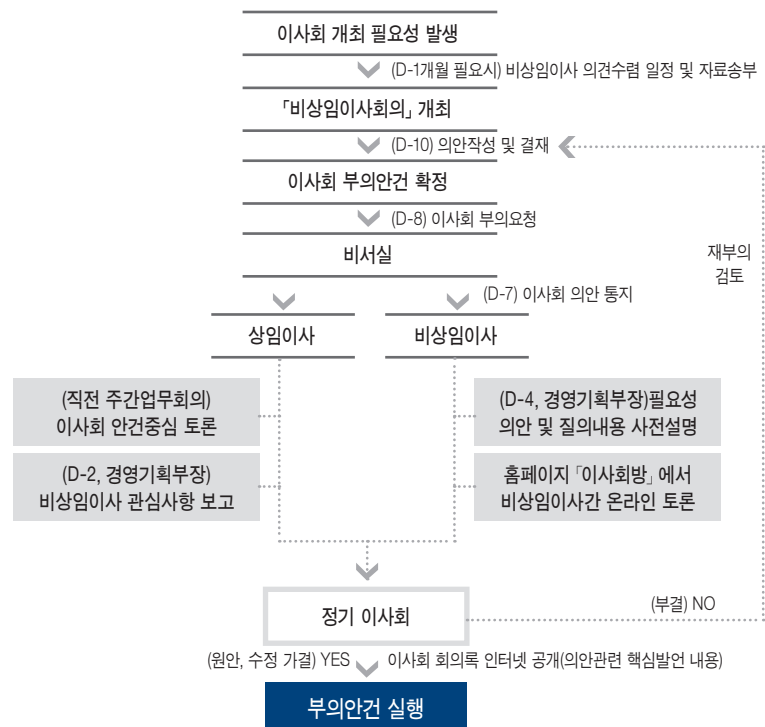 이사회 개최 필요성 발생
(D-1개월 필요시) 비상임이사 의견수렴 일정 및 자료송부
「비상임이사회의」 개최
(D-10) 의안작성 및 결재
이사회 부의안건 확정
(D-8) 이사회 부의요청
비서실
재부의
검토
(D-7) 이사회 의안 통지
상임이사
비상임이사
(직전 주간업무회의)
이사회 안건중심 토론
(D-4, 경영기획부장)필요성
의안 및 질의내용 사전설명
(D-2, 경영기획부장)
비상임이사 관심사항 보고
홈페이지 「이사회방」 에서
비상임이사간 온라인 토론
정기 이사회
(부결) NO
(원안, 수정 가결) YES
이사회 회의록 인터넷 공개(의안관련 핵심발언 내용)
부의안건 실행